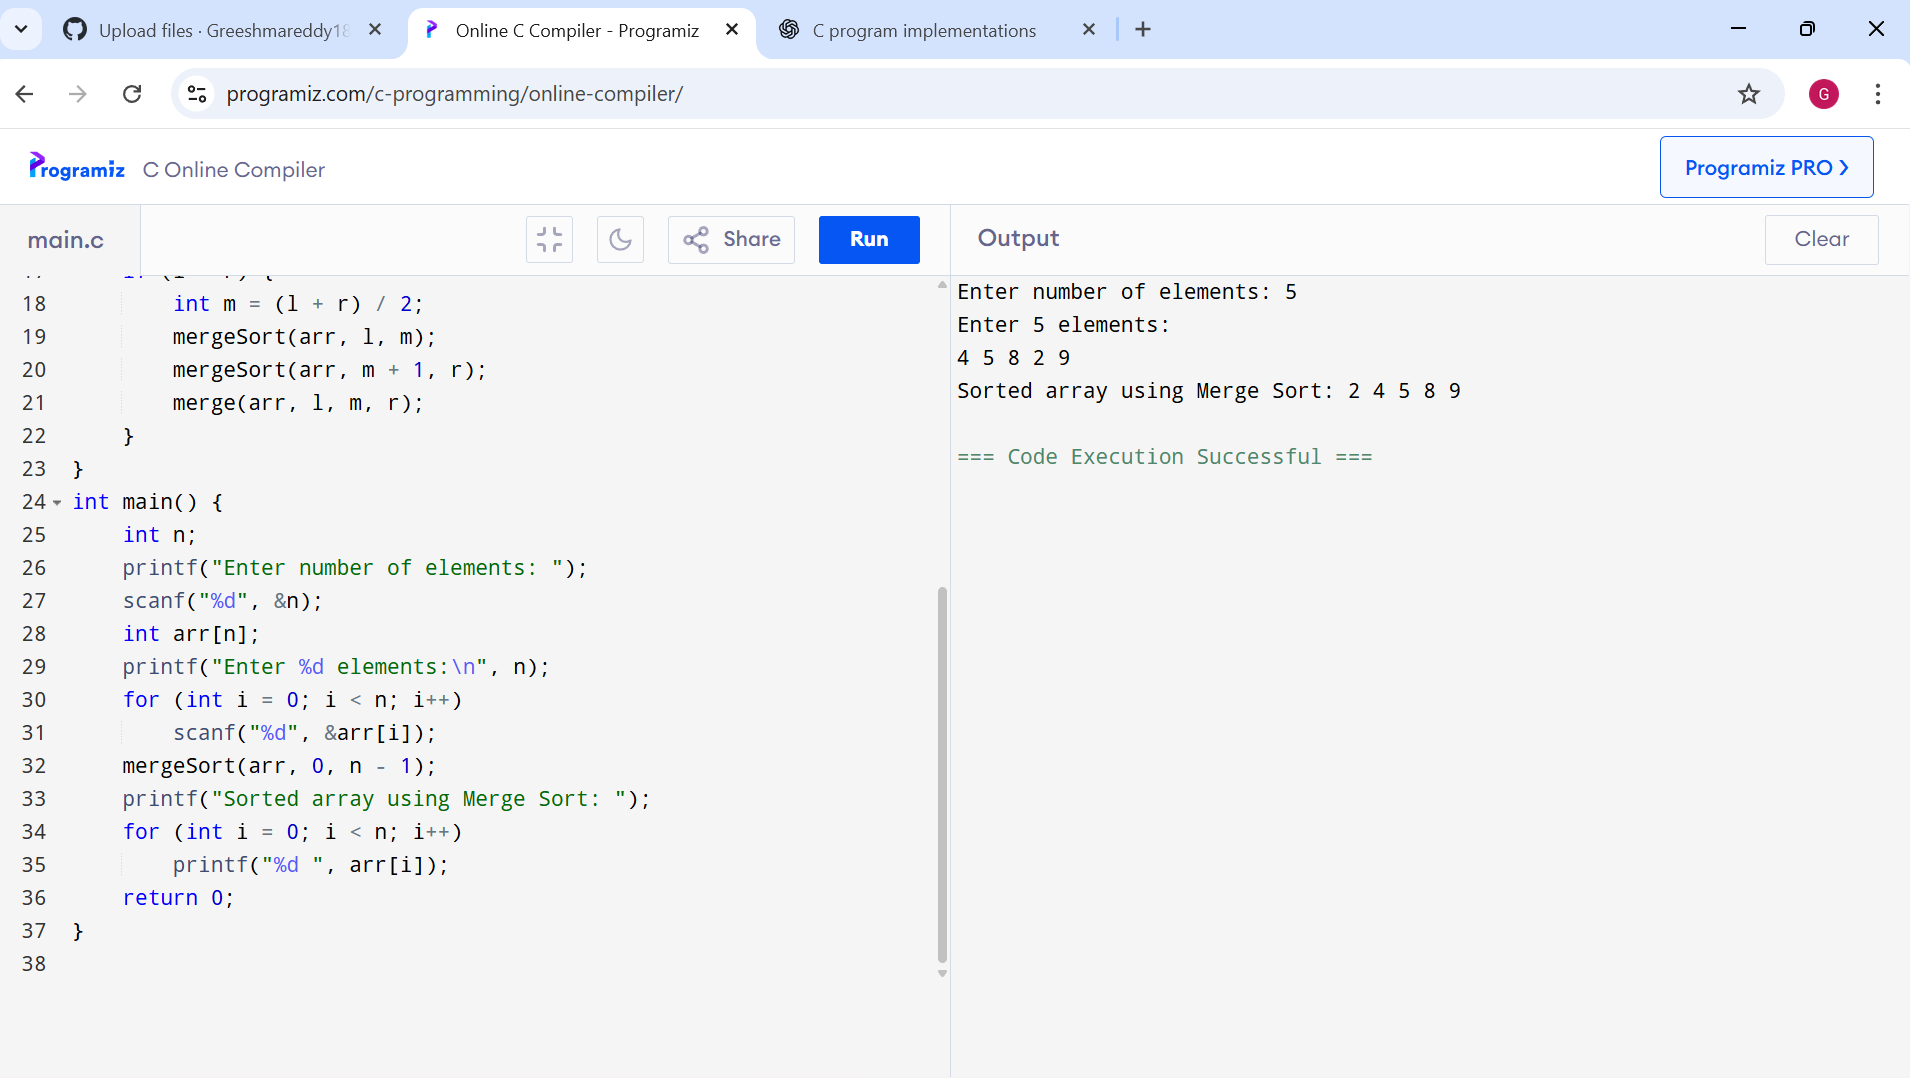 Upload files · Greeshmareddy18
Online C Compiler - Programiz
C program implementations
programiz.com/c-programming/online-compiler/
G
Programiz C Online Compiler
Programiz PRO
main.c
Share
Run
Output
Clear
18 int m = (l + r) / 2;
19 mergeSort(arr, l, m);
20 mergeSort(arr, m + 1, r);
21 merge(arr, l, m, r);
22 }
23 }
24 int main() {
25 int n;
26 printf("Enter number of elements: ");
27 scanf("%d", &n);
28 int arr[n];
29 printf("Enter %d elements:\n", n);
30 for (int i = 0; i < n; i++)
31 scanf("%d", &arr[i]);
32 mergeSort(arr, 0, n - 1);
33 printf("Sorted array using Merge Sort: ");
34 for (int i = 0; i < n; i++)
35 printf("%d ", arr[i]);
36 return 0;
37 }
38
Enter number of elements: 5
Enter 5 elements:
4 5 8 2 9
Sorted array using Merge Sort: 2 4 5 8 9
=== Code Execution Successful ===